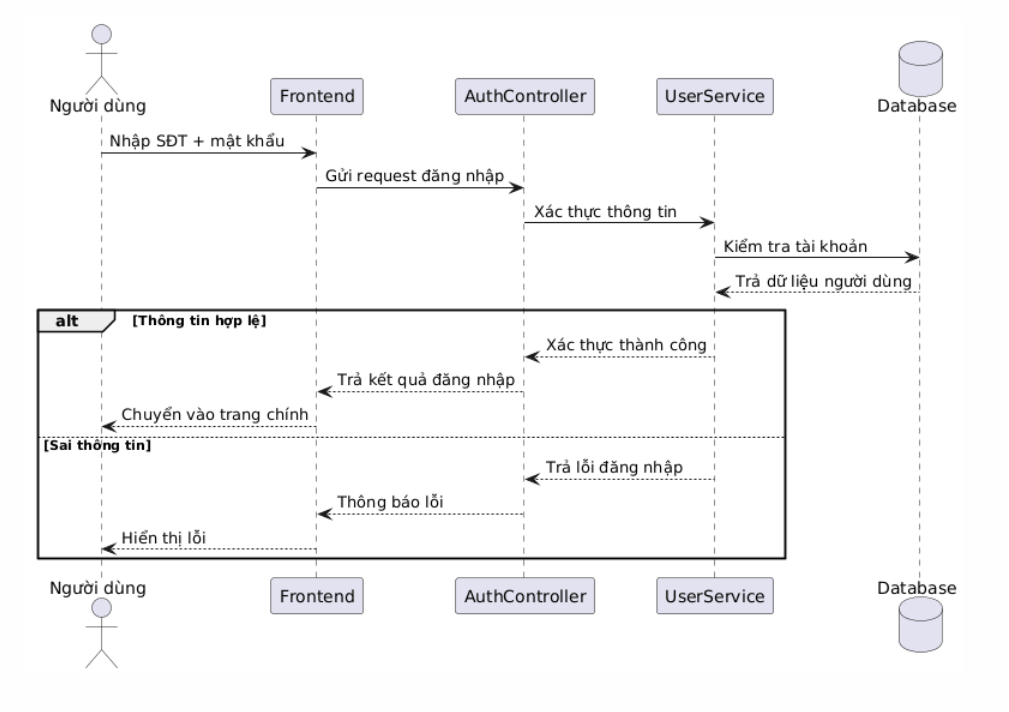 Người dùng
Frontend
AuthController
UserService
Database
Nhập SĐT + mật khẩu
Gửi request đăng nhập
Xác thực thông tin
Kiểm tra tài khoản
Trả dữ liệu người dùng
alt [Thông tin hợp lệ]
Xác thực thành công
Trả kết quả đăng nhập
Chuyển vào trang chính
[Sai thông tin]
Trả lỗi đăng nhập
Thông báo lỗi
Hiển thị lỗi
Người dùng
Frontend
AuthController
UserService
Database